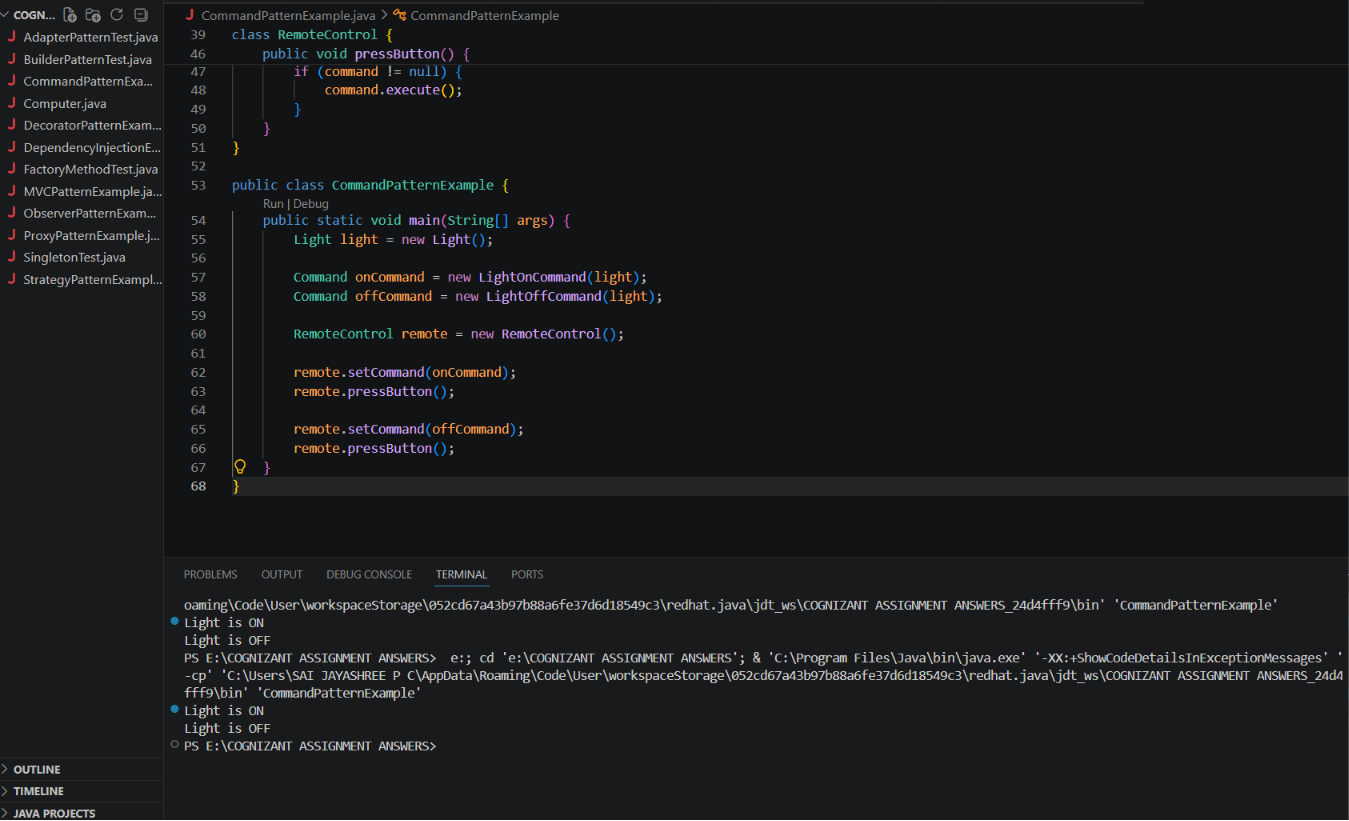 COGN...
AdapterPatternTest.java
BuilderPatternTest.java
CommandPatternExa...
Computer.java
DecoratorPatternExam...
DependencyInjectionE...
FactoryMethodTest.java
MVCPatternExample.ja...
ObserverPatternExam...
ProxyPatternExample.j...
SingletonTest.java
StrategyPatternExampl...
OUTLINE
TIMELINE
JAVA PROJECTS
J CommandPatternExample.java > CommandPatternExample
39 class RemoteControl {
46 public void pressButton() {
47 if (command != null) {
48 command.execute();
49 }
50 }
51 }
52
53 public class CommandPatternExample {
Run | Debug
54 public static void main(String[] args) {
55 Light light = new Light();
56
57 Command onCommand = new LightOnCommand(light);
58 Command offCommand = new LightOffCommand(light);
59
60 RemoteControl remote = new RemoteControl();
61
62 remote.setCommand(onCommand);
63 remote.pressButton();
64
65 remote.setCommand(offCommand);
66 remote.pressButton();
67 }
68 }
PROBLEMS OUTPUT DEBUG CONSOLE TERMINAL PORTS
oaming\Code\User\workspaceStorage\052cd67a43b97b88a6fe37d6d18549c3\redhat.java\jdt_ws\COGNIZANT ASSIGNMENT ANSWERS_24d4fff9\bin' 'CommandPatternExample'
Light is ON
Light is OFF
PS E:\COGNIZANT ASSIGNMENT ANSWERS>  e:; cd 'e:\COGNIZANT ASSIGNMENT ANSWERS'; & 'C:\Program Files\Java\bin\java.exe' '-XX:+ShowCodeDetailsInExceptionMessages' '
-cp' 'C:\Users\SAI JAYASHREE P C\AppData\Roaming\Code\User\workspaceStorage\052cd67a43b97b88a6fe37d6d18549c3\redhat.java\jdt_ws\COGNIZANT ASSIGNMENT ANSWERS_24d4
fff9\bin' 'CommandPatternExample'
Light is ON
Light is OFF
PS E:\COGNIZANT ASSIGNMENT ANSWERS>